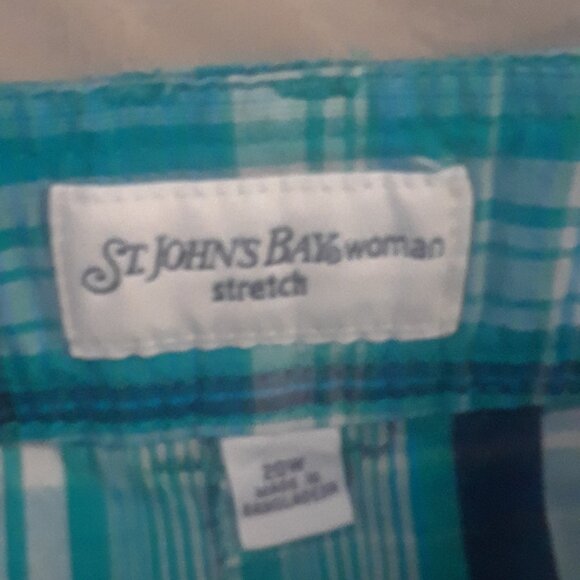 ST. JOHN'S BAY® woman
stretch
20W
MADE IN
BANGLADESH